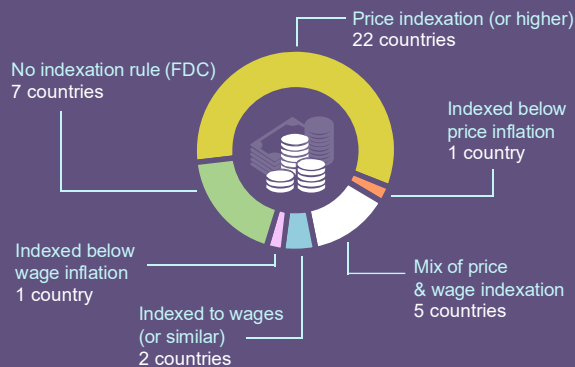 Price indexation (or higher)
22 countries
No indexation rule (FDC)
7 countries
Indexed below
price inflation
1 country
Indexed below
wage inflation
1 country
Mix of price
& wage indexation
5 countries
Indexed to wages
(or similar)
2 countries